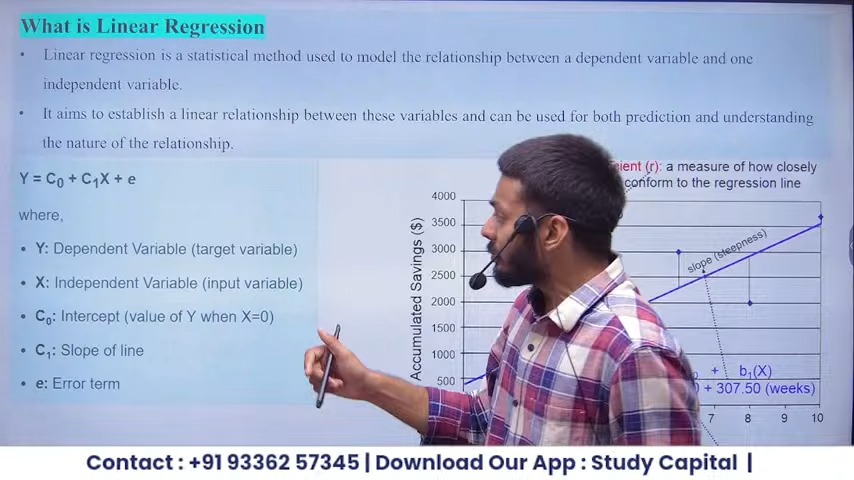 What is Linear Regression
• Linear regression is a statistical method used to model the relationship between a dependent variable and one
independent variable.
• It aims to establish a linear relationship between these variables and can be used for both prediction and understanding
the nature of the relationship.
Y = C₀ + C₁X + e
where,
• Y: Dependent Variable (target variable)
• X: Independent Variable (input variable)
• C₀: Intercept (value of Y when X=0)
• C₁: Slope of line
• e: Error term
(r): a measure of how closely
conform to the regression line
Accumulated Savings ($)
4000
3500
3000
2500
2000
1500
1000
500
slope (steepness)
+ b₁(X)
+ 307.50 (weeks)
7 8 9 10
Contact : +91 93362 57345 | Download Our App : Study Capital |